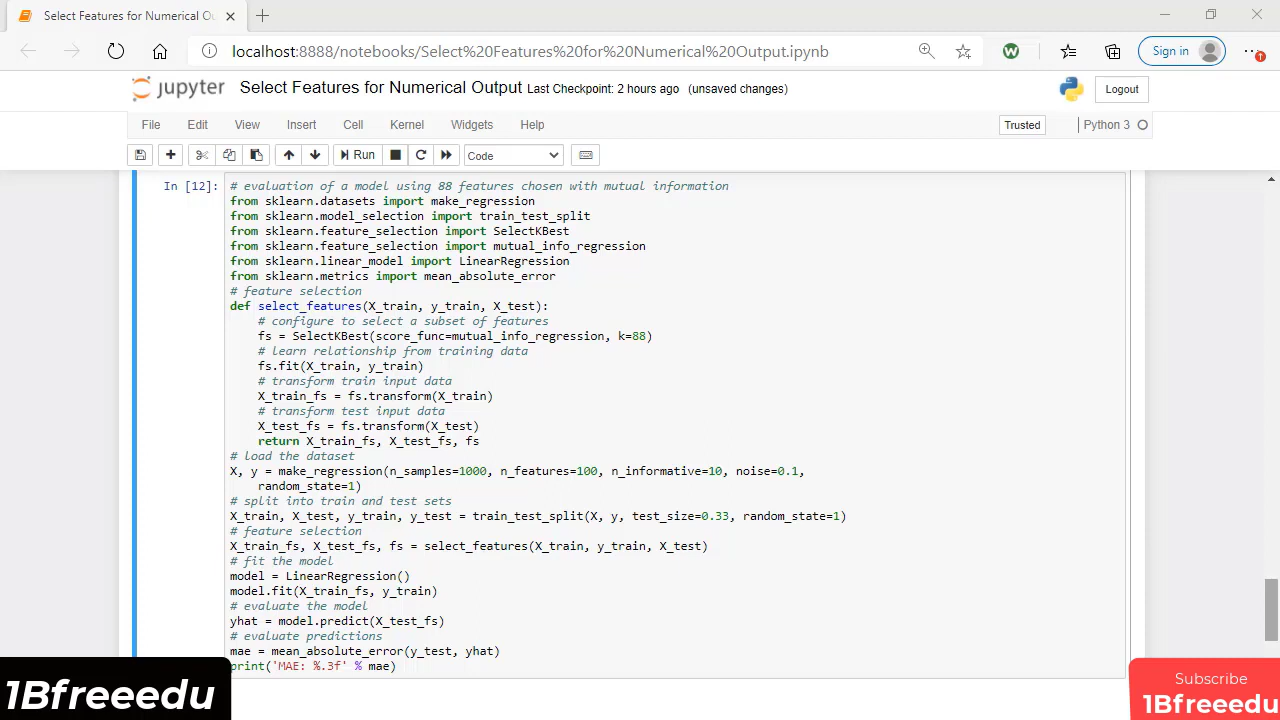 Select Features for Numerical Ou
localhost:8888/notebooks/Select%20Features%20for%20Numerical%20Output.ipynb
Sign in
jupyter Select Features for Numerical Output Last Checkpoint: 2 hours ago (unsaved changes)
Logout
File Edit View Insert Cell Kernel Widgets Help
Trusted
Python 3
Run
Code
In [12]:
# evaluation of a model using 88 features chosen with mutual information
from sklearn.datasets import make_regression
from sklearn.model_selection import train_test_split
from sklearn.feature_selection import SelectKBest
from sklearn.feature_selection import mutual_info_regression
from sklearn.linear_model import LinearRegression
from sklearn.metrics import mean_absolute_error
# feature selection
def select_features(X_train, y_train, X_test):
    # configure to select a subset of features
    fs = SelectKBest(score_func=mutual_info_regression, k=88)
    # learn relationship from training data
    fs.fit(X_train, y_train)
    # transform train input data
    X_train_fs = fs.transform(X_train)
    # transform test input data
    X_test_fs = fs.transform(X_test)
    return X_train_fs, X_test_fs, fs
# load the dataset
X, y = make_regression(n_samples=1000, n_features=100, n_informative=10, noise=0.1,
    random_state=1)
# split into train and test sets
X_train, X_test, y_train, y_test = train_test_split(X, y, test_size=0.33, random_state=1)
# feature selection
X_train_fs, X_test_fs, fs = select_features(X_train, y_train, X_test)
# fit the model
model = LinearRegression()
model.fit(X_train_fs, y_train)
# evaluate the model
yhat = model.predict(X_test_fs)
# evaluate predictions
mae = mean_absolute_error(y_test, yhat)
print('MAE: %.3f' % mae)
1Bfreeedu
Subscribe
1Bfreeedu